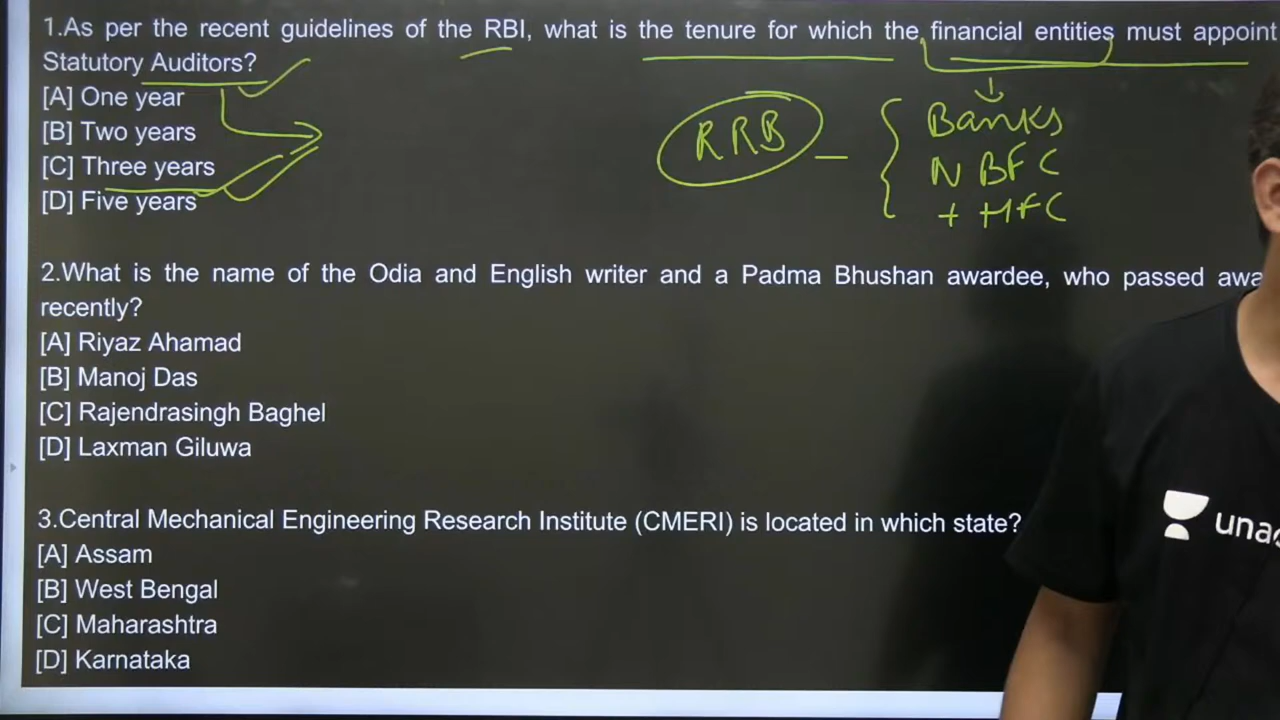 1.As per the recent guidelines of the RBI, what is the tenure for which the financial entities must appoint
Statutory Auditors?
[A] One year
[B] Two years
[C] Three years
[D] Five years
RRB
Banks
NBFC
+ HFC
2.What is the name of the Odia and English writer and a Padma Bhushan awardee, who passed awa
recently?
[A] Riyaz Ahamad
[B] Manoj Das
[C] Rajendrasingh Baghel
[D] Laxman Giluwa
3.Central Mechanical Engineering Research Institute (CMERI) is located in which state?
[A] Assam
[B] West Bengal
[C] Maharashtra
[D] Karnataka
una